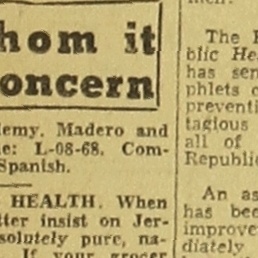 hom it
oncern
lemy. Madero and
e: L-08-68. Com-
Spanish.
HEALTH. When
tter insist on Jer-
solutely pure, na-
If your grocer
The
blic He
has sen
phlets
preventi
tagious
all of
Republi
An as
has bee
improve
diately